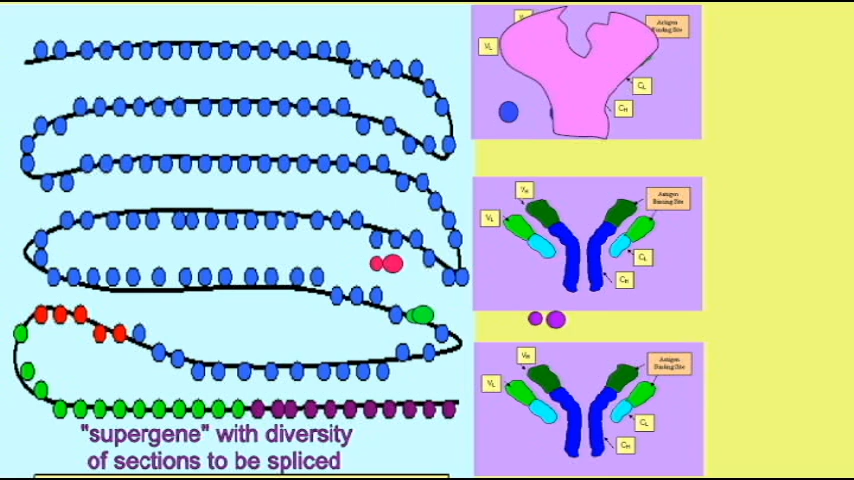 "supergene" with diversity
of sections to be spliced
VL
Antigen
Binding Site
CL
CH
VH
VL
Antigen
Binding Site
CL
CH
VH
VL
Antigen
Binding Site
CL
CH